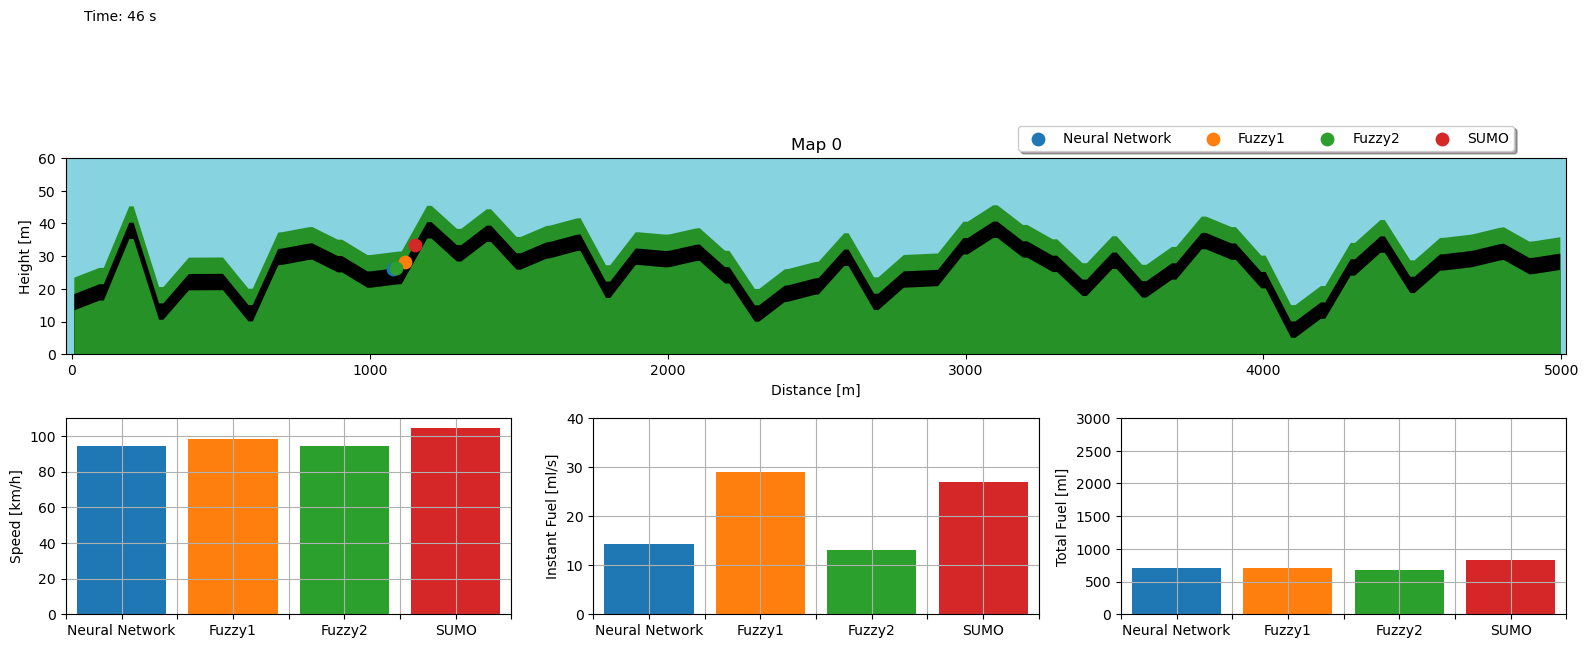 Time: 46 s
Map 0
Neural Network Fuzzy1 Fuzzy2 SUMO
Height [m]
60
50
40
30
20
10
0
0 1000 2000 3000 4000 5000
Distance [m]
Speed [km/h]
100
80
60
40
20
0
Neural Network Fuzzy1 Fuzzy2 SUMO
Instant Fuel [ml/s]
40
30
20
10
0
Neural Network Fuzzy1 Fuzzy2 SUMO
Total Fuel [ml]
3000
2500
2000
1500
1000
500
0
Neural Network Fuzzy1 Fuzzy2 SUMO